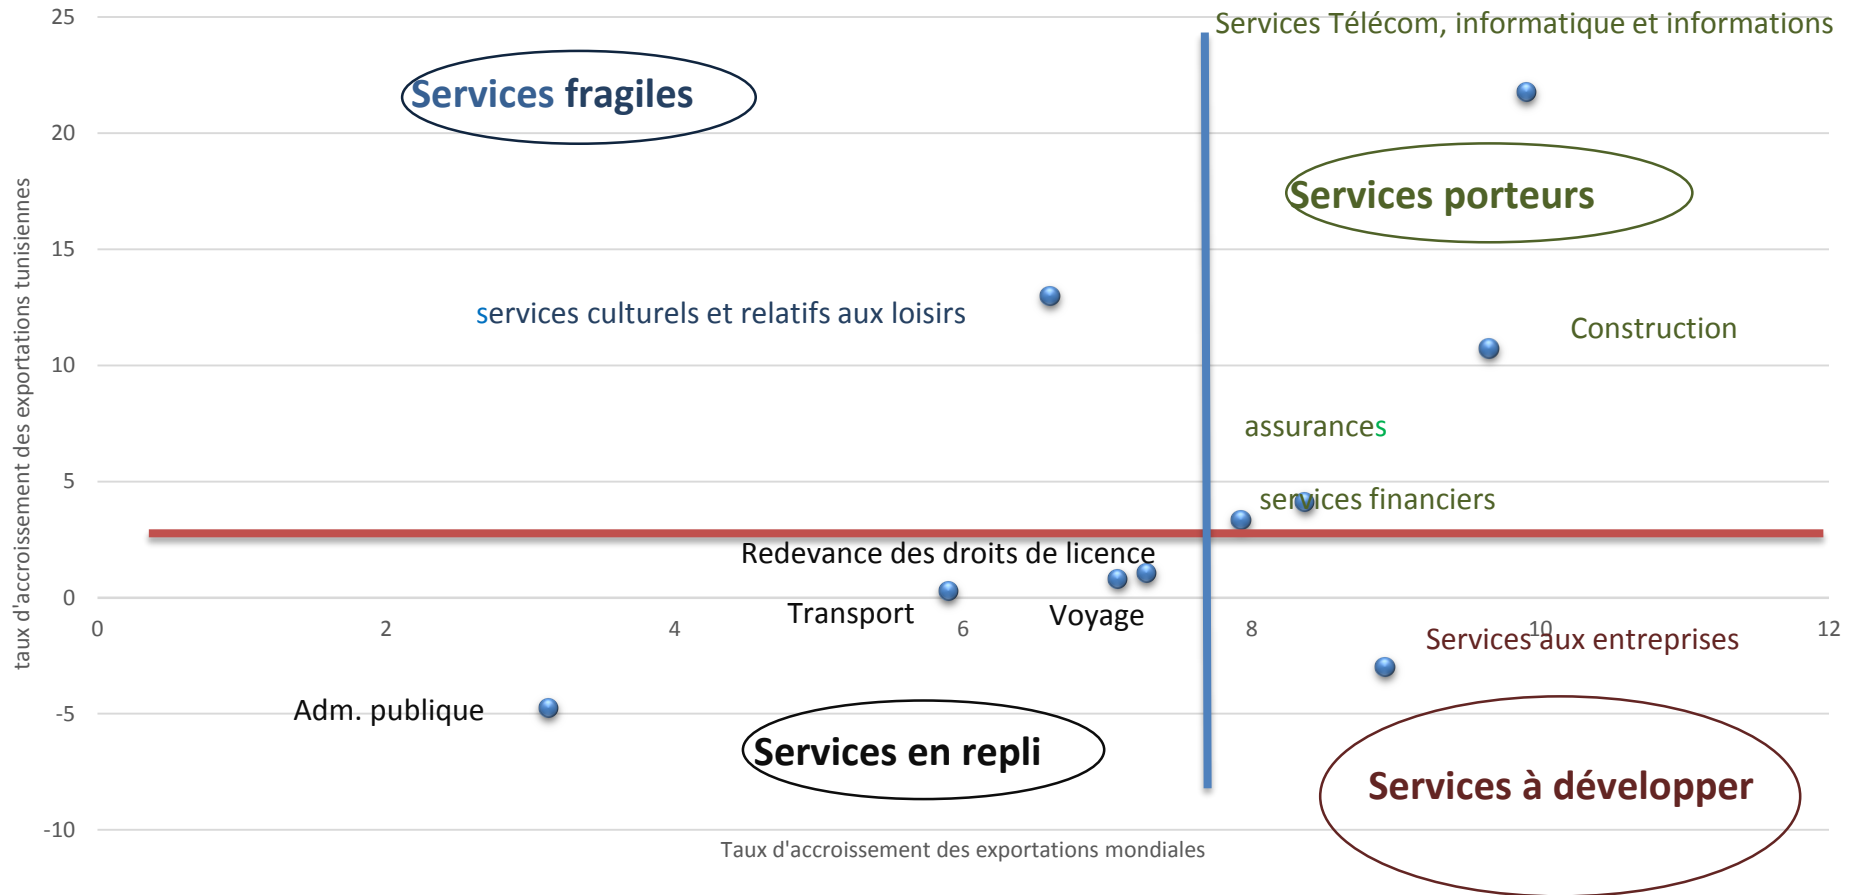 25
Services Télécom, informatique et informations
Services fragiles
20
Services porteurs
15
services culturels et relatifs aux loisirs
Construction
10
assurances
5
services financiers
Redevance des droits de licence
0
Transport
Voyage
0
2
4
6
8
10
12
Services aux entreprises
Adm. publique
-5
Services en repli
Services à développer
-10
Taux d'accroissement des exportations mondiales
taux d'accroissement des exportations tunisiennes